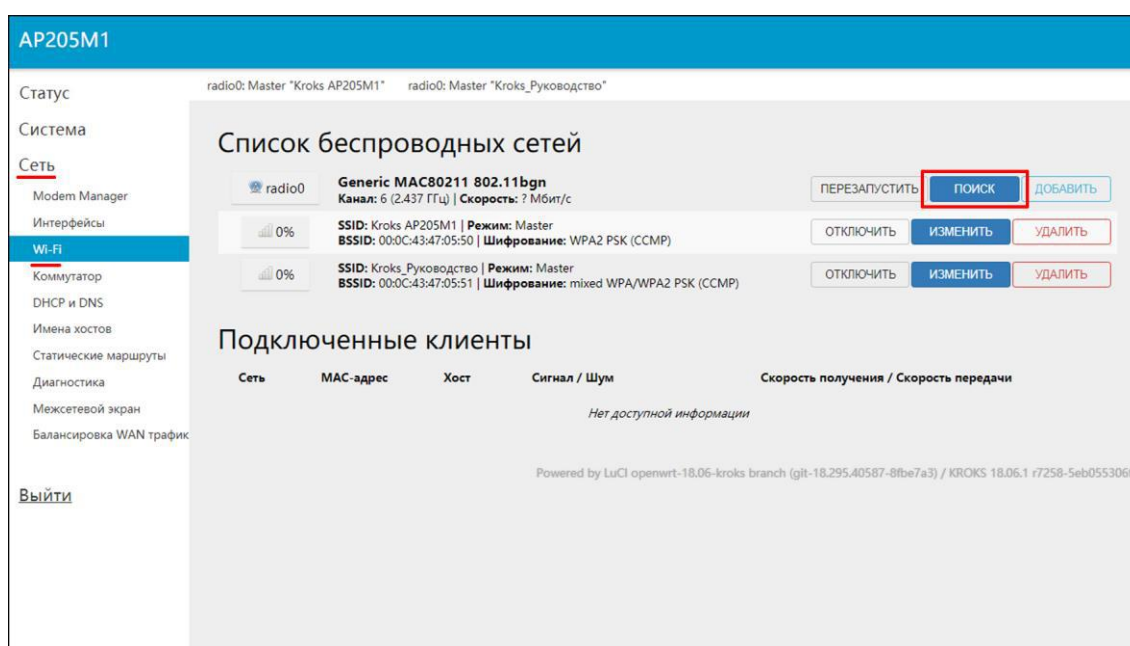 AP205M1
Статус
Система
Сеть
Modem Manager
Интерфейсы
Wi-Fi
Коммутатор
DHCP и DNS
Имена хостов
Статические маршруты
Диагностика
Межсетевой экран
Балансировка WAN трафик
Выйти
radio0: Master "Kroks AP205M1" radio0: Master "Kroks_Руководство"
Список беспроводных сетей
radio0 Generic MAC80211 802.11bgn
Канал: 6 (2.437 ГГц) | Скорость: ? Мбит/с
ПЕРЕЗАПУСТИТЬ ПОИСК ДОБАВИТЬ
0% SSID: Kroks AP205M1 | Режим: Master
BSSID: 00:0C:43:47:05:50 | Шифрование: WPA2 PSK (CCMP)
ОТКЛЮЧИТЬ ИЗМЕНИТЬ УДАЛИТЬ
0% SSID: Kroks_Руководство | Режим: Master
BSSID: 00:0C:43:47:05:51 | Шифрование: mixed WPA/WPA2 PSK (CCMP)
ОТКЛЮЧИТЬ ИЗМЕНИТЬ УДАЛИТЬ
Подключенные клиенты
Сеть MAC-адрес Хост Сигнал / Шум Скорость получения / Скорость передачи
Нет доступной информации
Powered by LuCI openwrt-18.06-kroks branch (git-18.295.40587-8fbe7a3) / KROKS 18.06.1 r7258-5eb055306